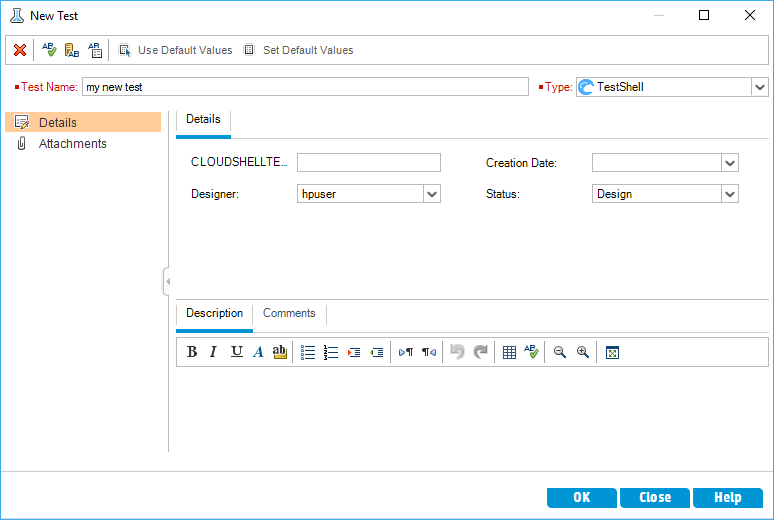 New Test
Use Default Values Set Default Values
Test Name: my new test Type: TestShell
Details
Attachments
Details
CLOUDSHELLTE... Creation Date:
Designer: hpuser Status: Design
Description Comments
B I U A ab
OK Close Help